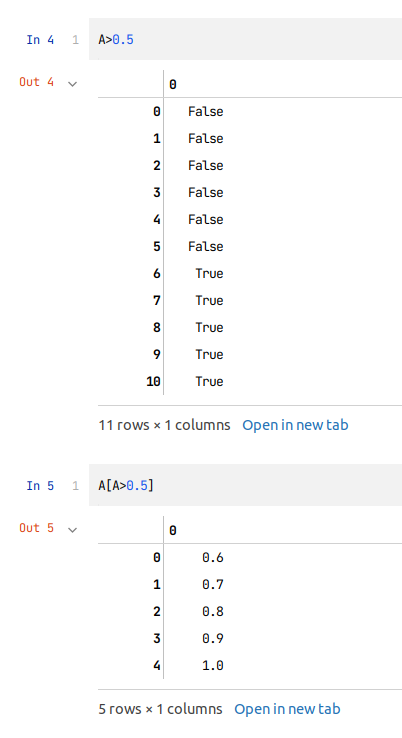 In 4 1 A>0.5
Out 4 0
0 False
1 False
2 False
3 False
4 False
5 False
6 True
7 True
8 True
9 True
10 True
11 rows × 1 columns Open in new tab
In 5 1 A[A>0.5]
Out 5 0
0 0.6
1 0.7
2 0.8
3 0.9
4 1.0
5 rows × 1 columns Open in new tab